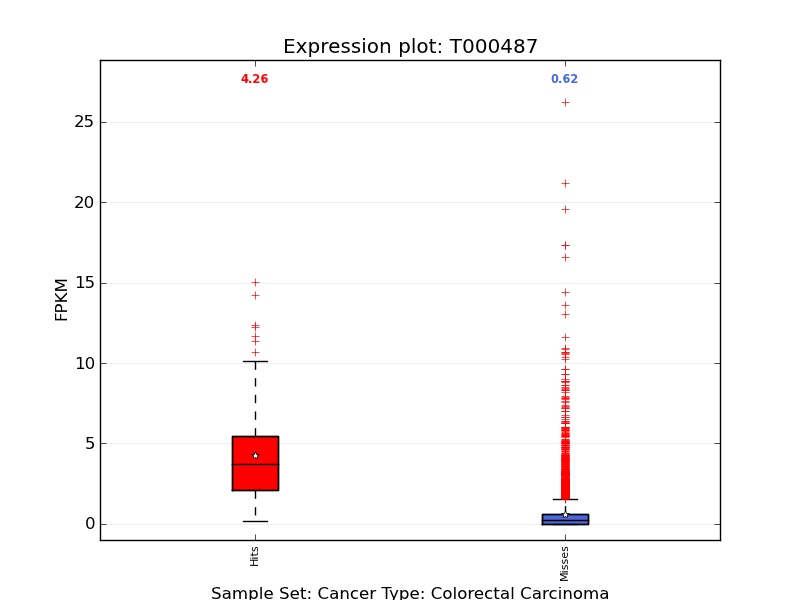 Expression plot: T000487
4.26
0.62
25
20
15
10
5
0
FPKM
Hits
Misses
Sample Set: Cancer Type: Colorectal Carcinoma